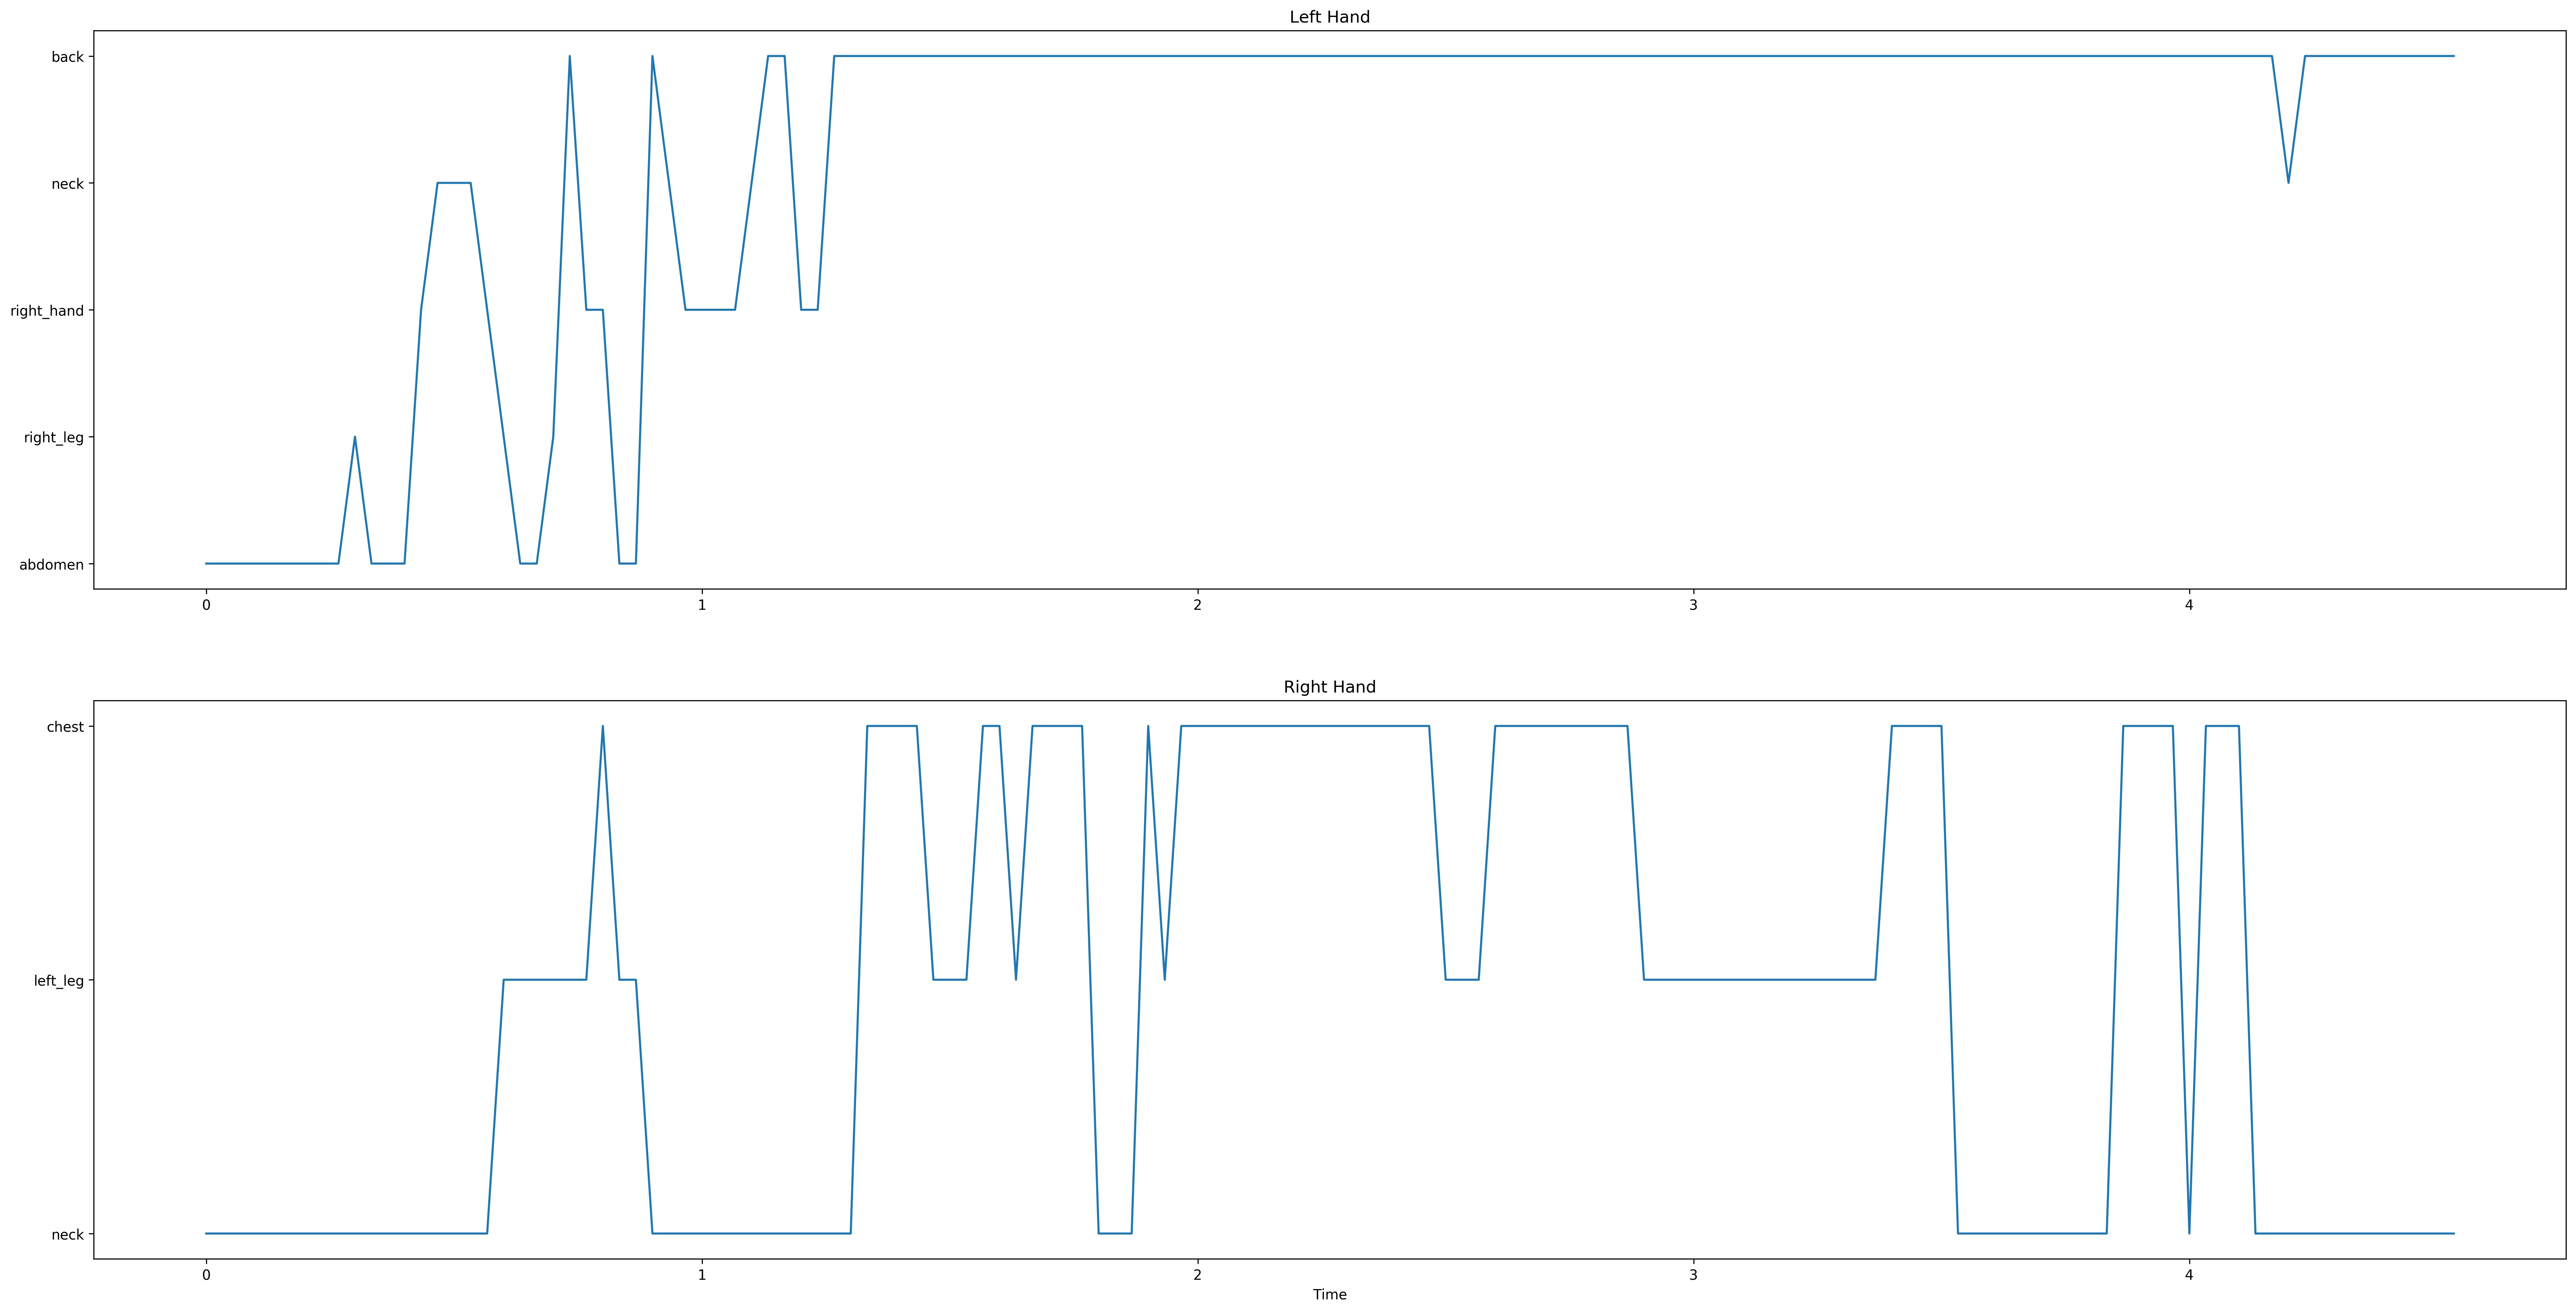 Left Hand
back
neck
right_hand
right_leg
abdomen
0 1 2 3 4
Right Hand
chest
left_leg
neck
0 1 2 3 4
Time